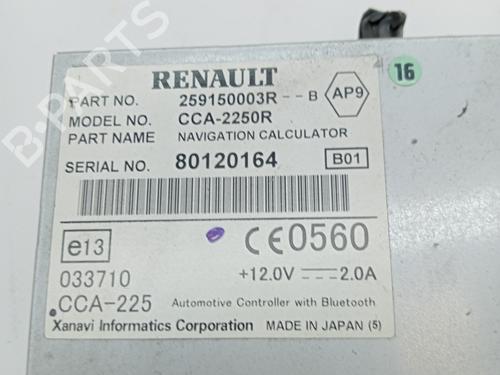 RENAULT
PART NO. 259150003R--B AP9
MODEL NO. CCA-2250R
PART NAME NAVIGATION CALCULATOR
SERIAL NO. 80120164 B01
e13 CE0560
033710 +12.0V 2.0A
CCA-225 Automotive Controller with Bluetooth
Xanavi Informatics Corporation MADE IN JAPAN (5)
16
B-PARTS